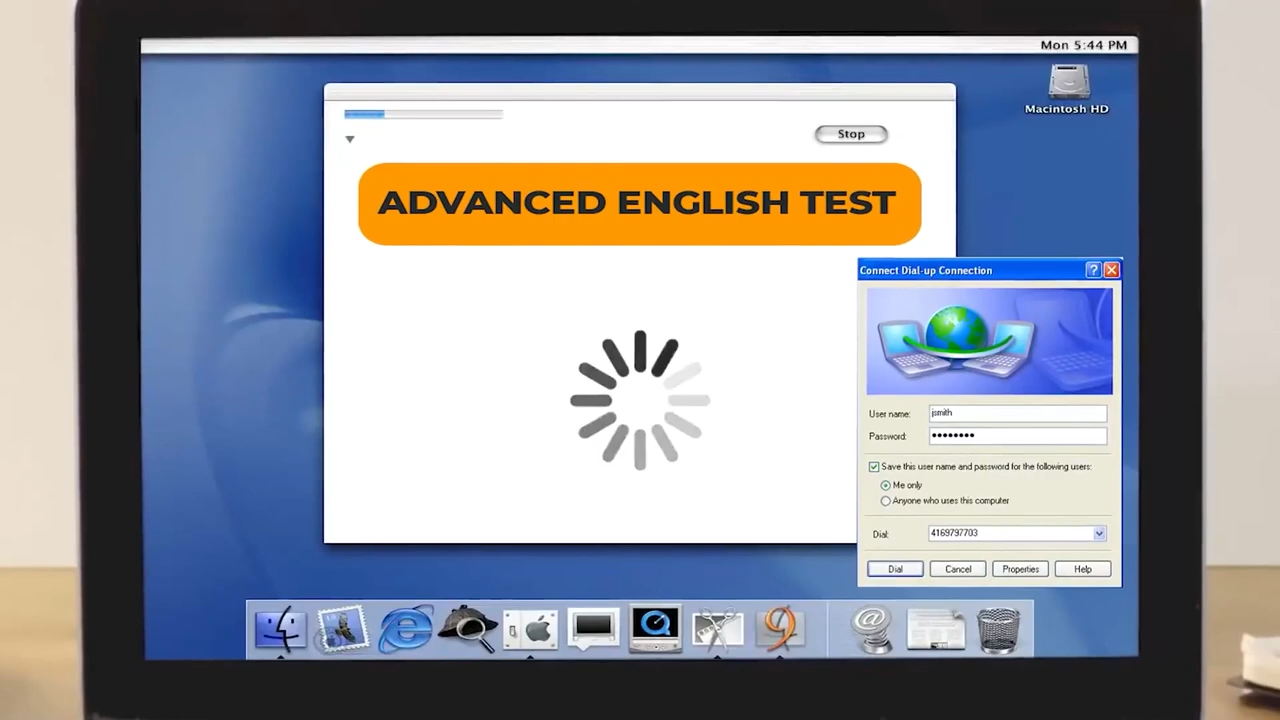 Mon 5:44 PM
Macintosh HD
Stop
ADVANCED ENGLISH TEST
Connect Dial-up Connection
User name: jsmith
Password: ••••••••
Save this user name and password for the following users:
Me only
Anyone who uses this computer
Dial: 4169797703
Dial Cancel Properties Help